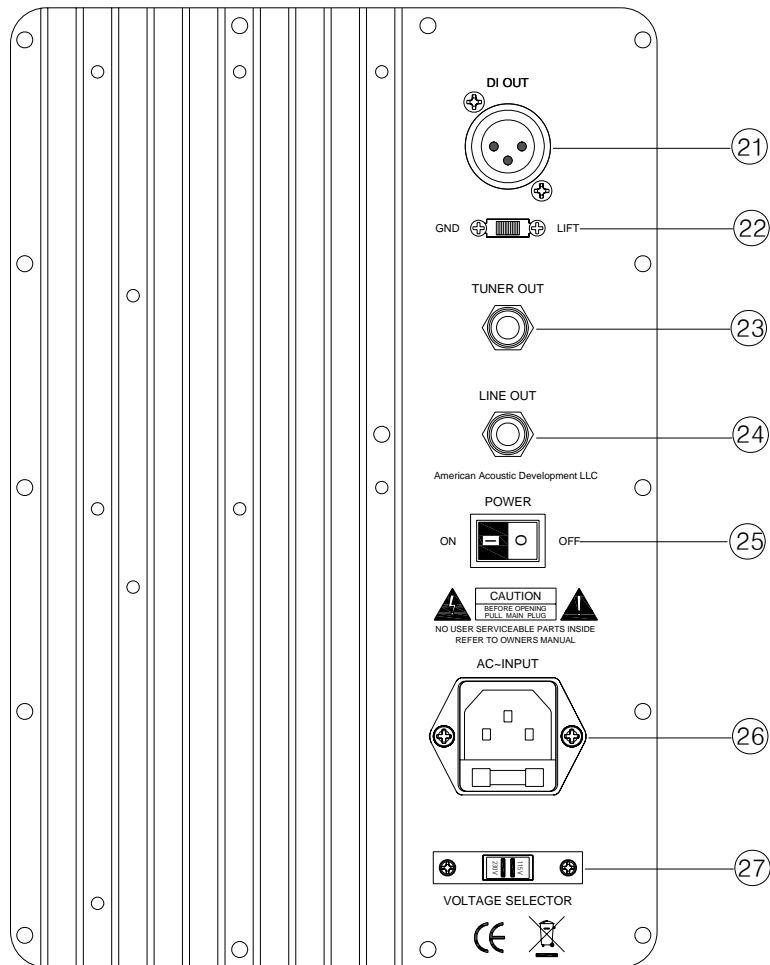 DI OUT
21
GND LIFT 22
TUNER OUT
23
LINE OUT
24
American Acoustic Development LLC
POWER
ON OFF 25
CAUTION
BEFORE OPENING
PULL MAIN PLUG
NO USER SERVICEABLE PARTS INSIDE
REFER TO OWNERS MANUAL
AC~INPUT
26
230V 115V
27
VOLTAGE SELECTOR
CE